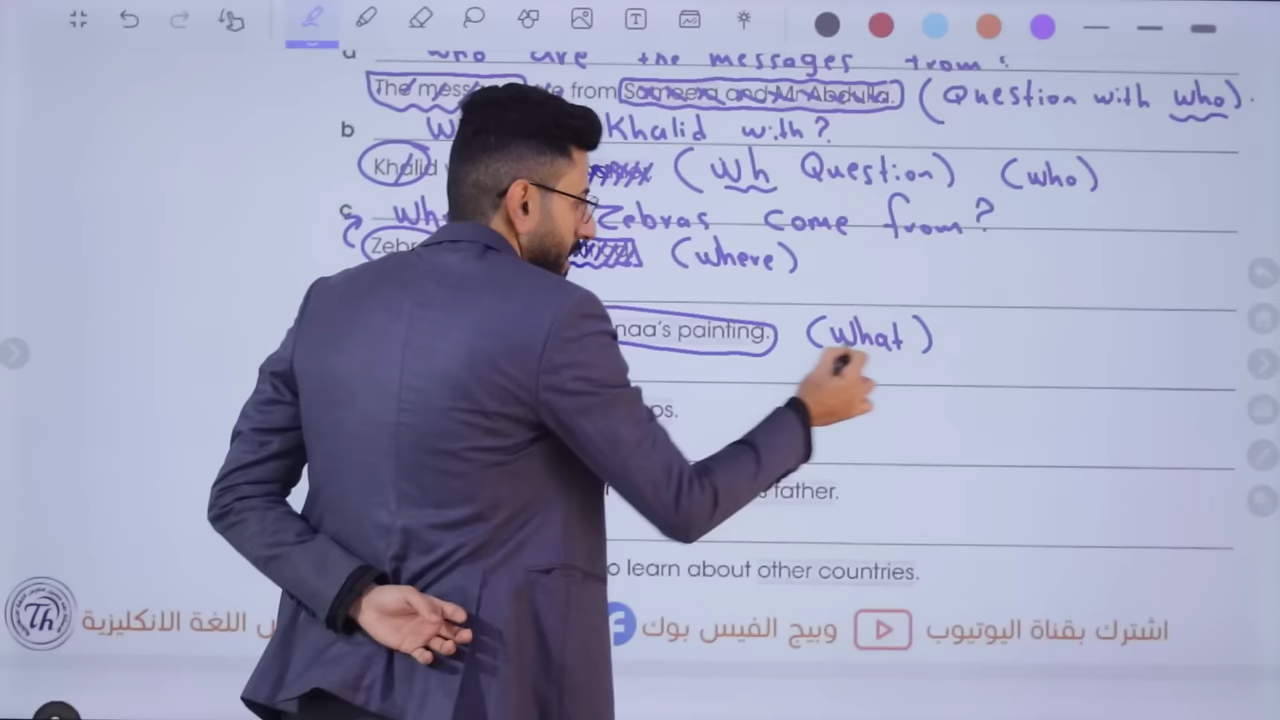 a who are the messages from?
The messages are from Sameera and Mr Abdulla. (Question with who).
b Khalid with?
Khalid (Wh Question) (who)
c Zebras come from?
Zebr (where)
naa's painting. (What)
ps.
father.
o learn about other countries.
اشترك بقناة اليوتيوب وبيج الفيس بوك اللغة الانكليزية
Th